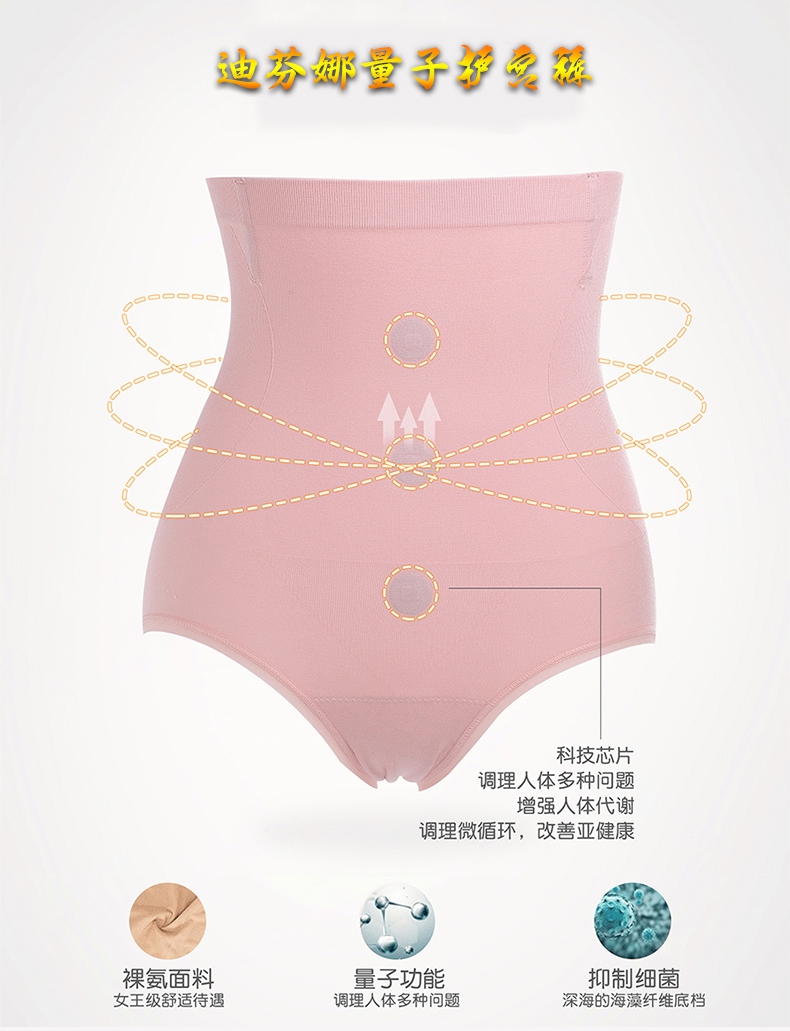 迪芬娜量子护宫裤
科技芯片
调理人体多种问题
增强人体代谢
调理微循环，改善亚健康
裸氨面料
女王级舒适待遇
量子功能
调理人体多种问题
抑制细菌
深海的海藻纤维底档